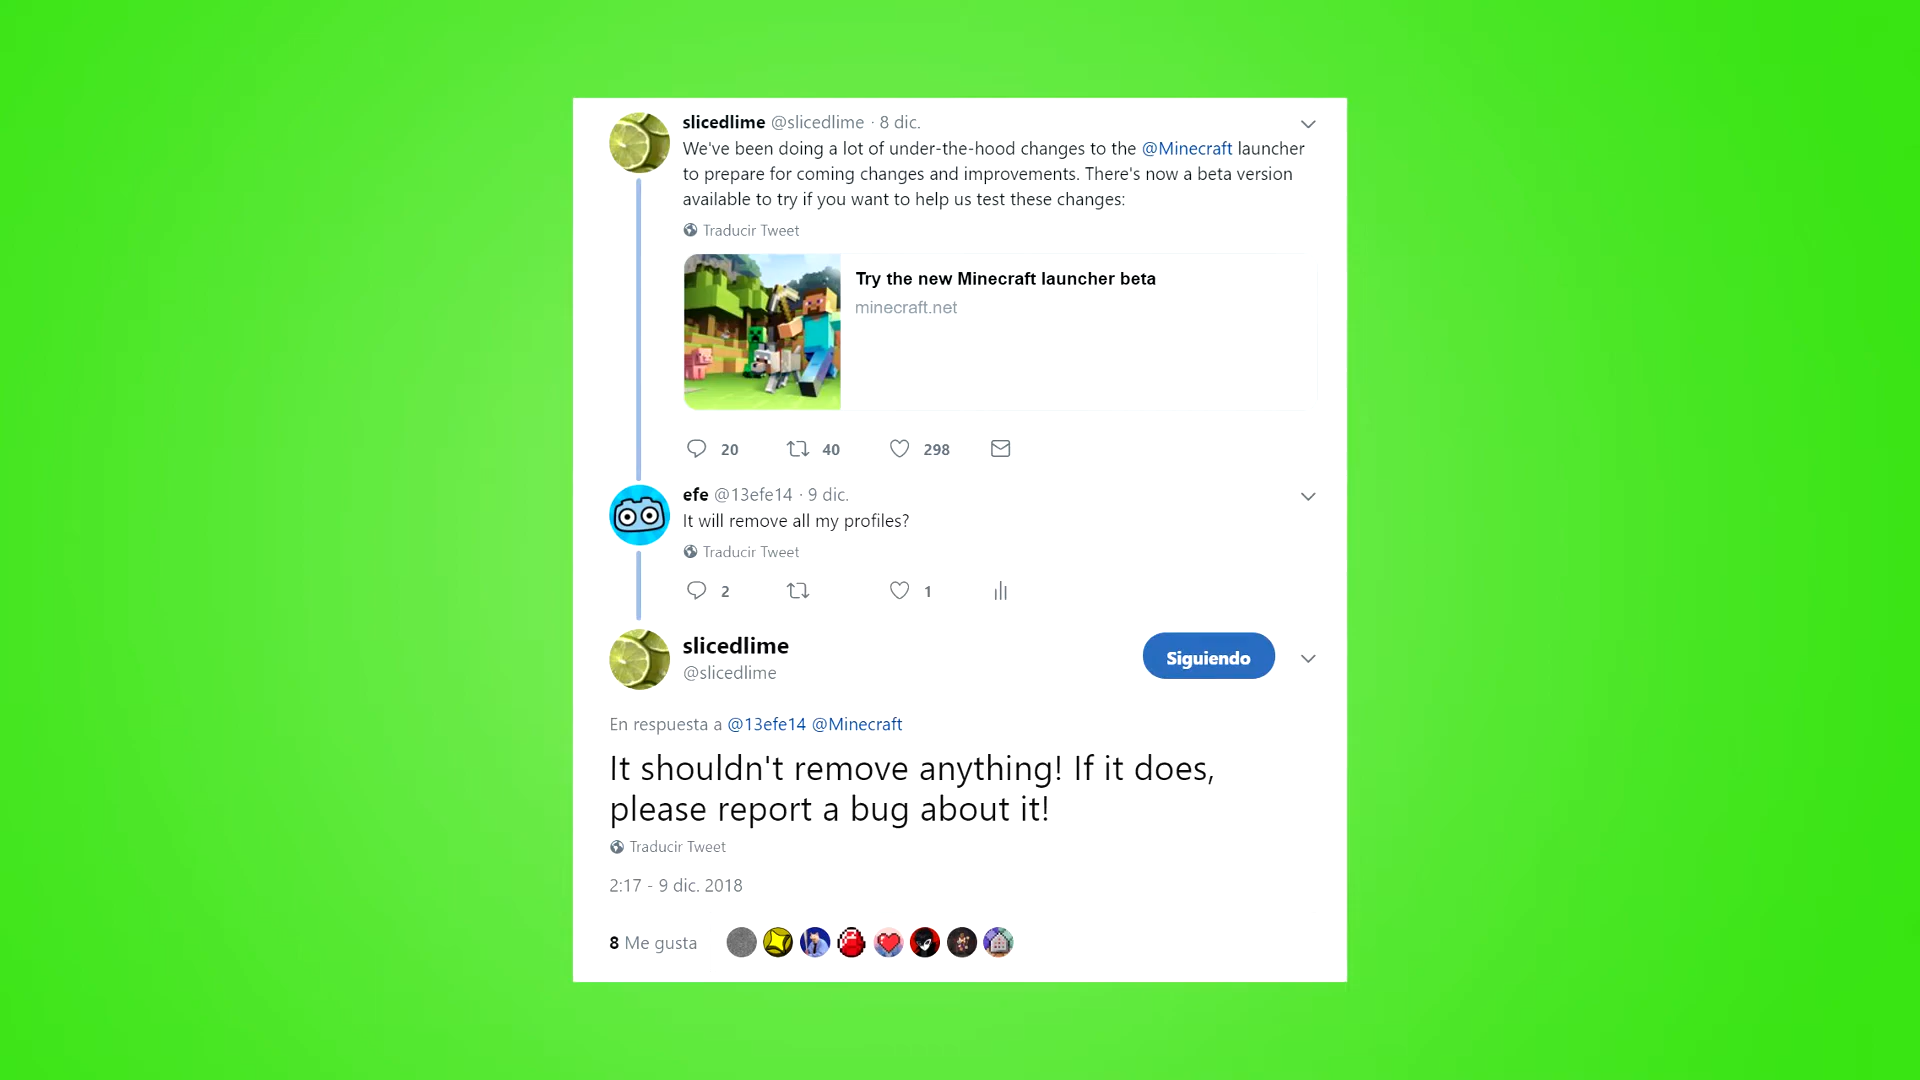 slicedlime @slicedlime · 8 dic.
We've been doing a lot of under-the-hood changes to the @Minecraft launcher
to prepare for coming changes and improvements. There's now a beta version
available to try if you want to help us test these changes:
Traducir Tweet
Try the new Minecraft launcher beta
minecraft.net
20 40 298
efe @13efe14 · 9 dic.
It will remove all my profiles?
Traducir Tweet
2 1
slicedlime
@slicedlime
Siguiendo
En respuesta a @13efe14 @Minecraft
It shouldn't remove anything! If it does,
please report a bug about it!
Traducir Tweet
2:17 - 9 dic. 2018
8 Me gusta